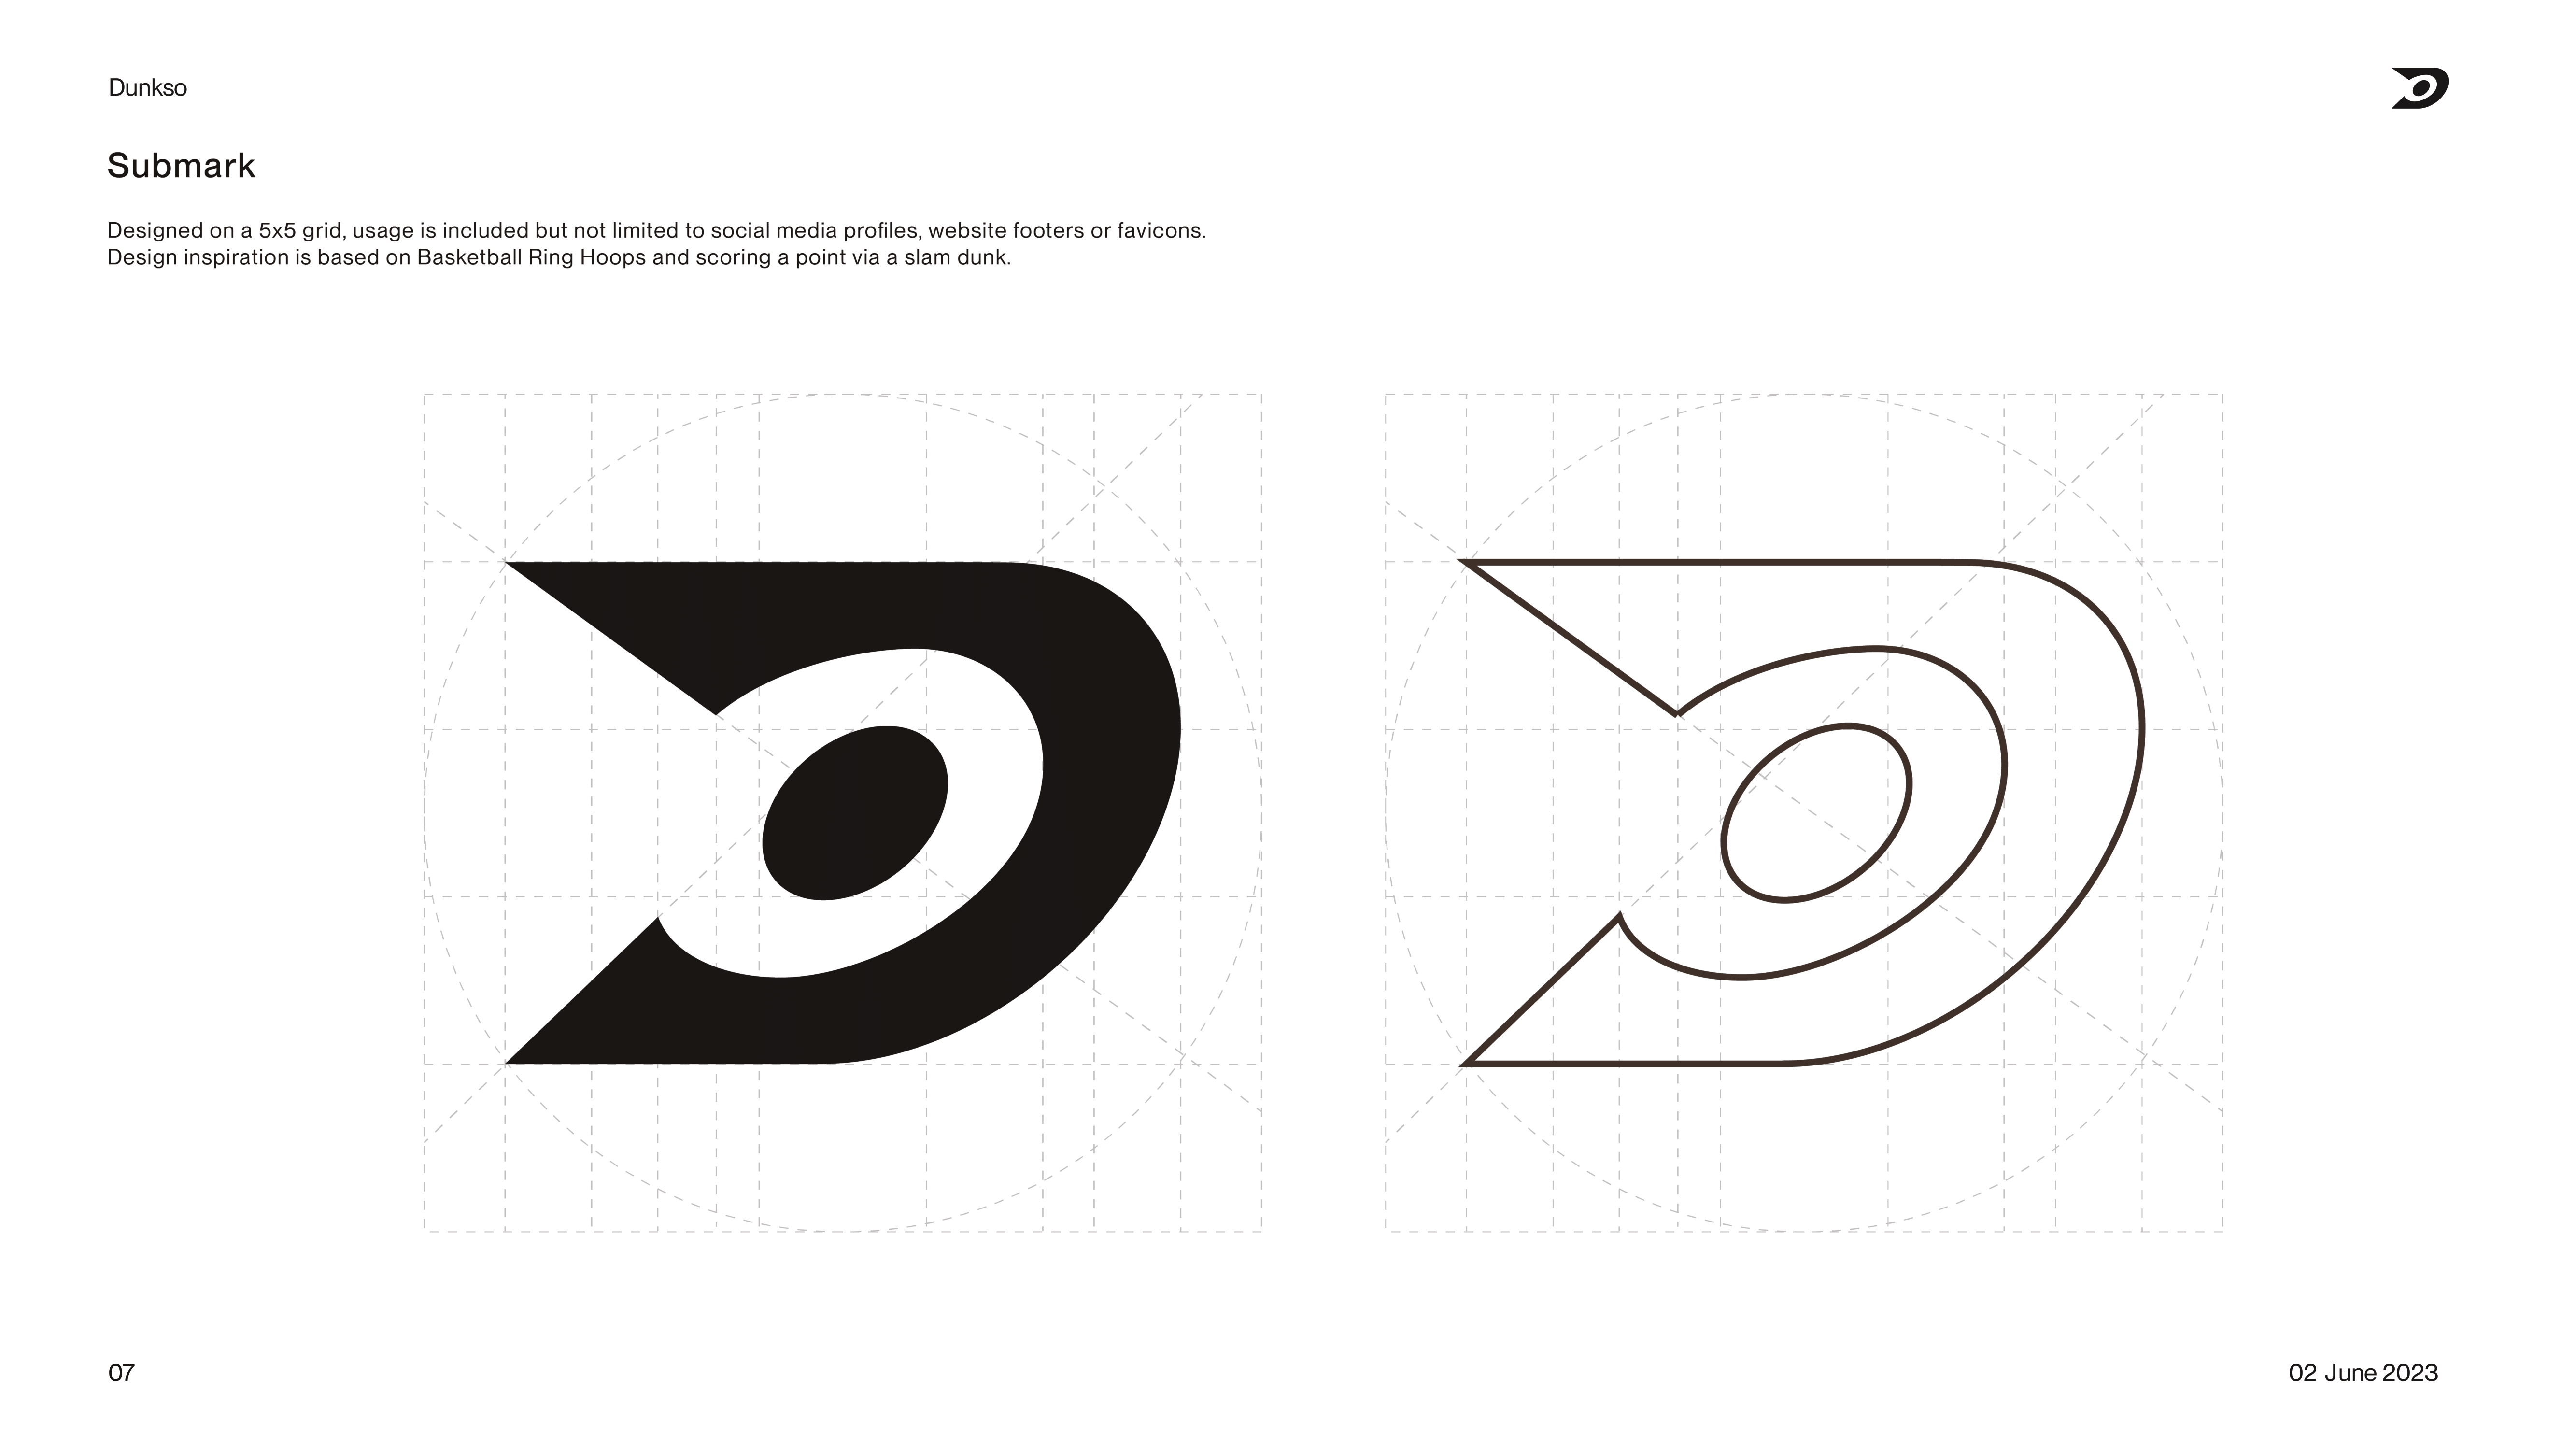 Dunkso
Submark
Designed on a 5x5 grid, usage is included but not limited to social media profiles, website footers or favicons.
Design inspiration is based on Basketball Ring Hoops and scoring a point via a slam dunk.
07
02 June 2023